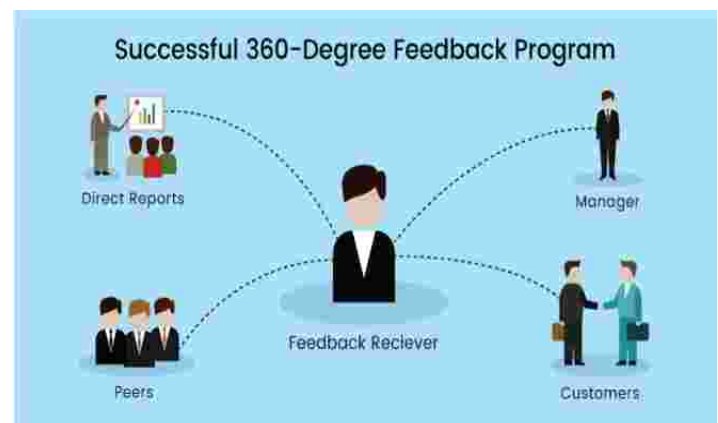 Successful 360-Degree Feedback Program
Direct Reports
Manager
Feedback Reciever
Peers
Customers